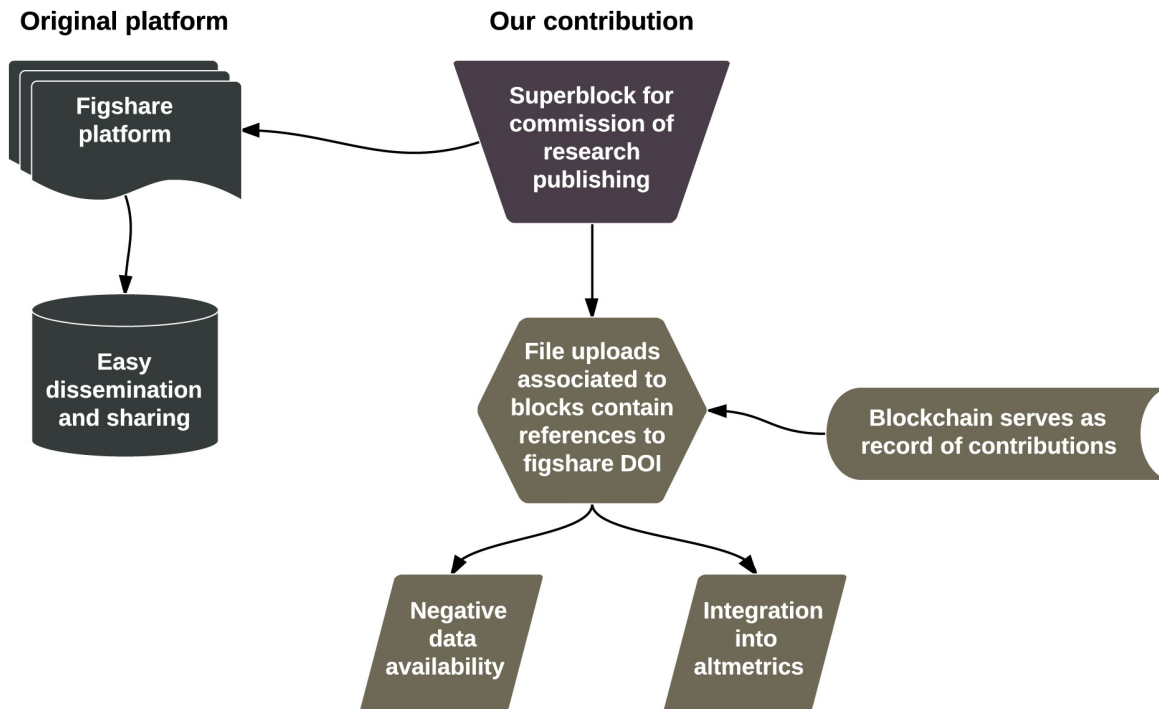 Original platform
Our contribution
Figshare
platform
Superblock for
commission of
research
publishing
Easy
dissemination
and sharing
File uploads
associated to
blocks contain
references to
figshare DOI
Blockchain serves as
record of contributions
Negative
data
availability
Integration
into
altmetrics